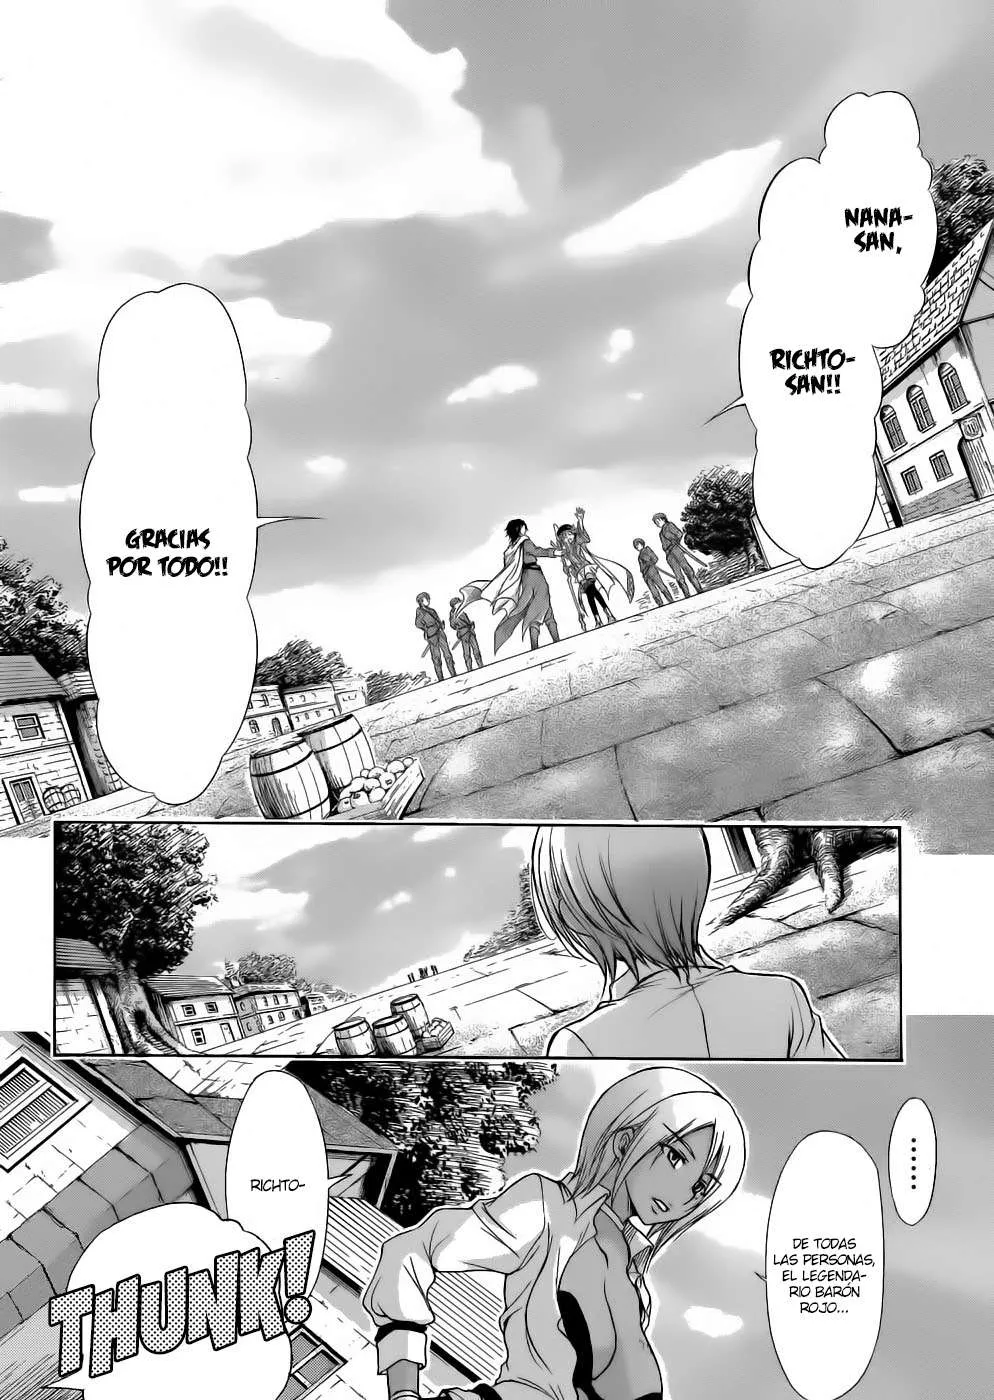 NANA-
SAN,
RICHTO-
SAN!!
GRACIAS
POR TODO!!
......
DE TODAS
LAS PERSONAS,
EL LEGENDA-
RIO BARÓN
ROJO...
RICHTO-
THUNK!